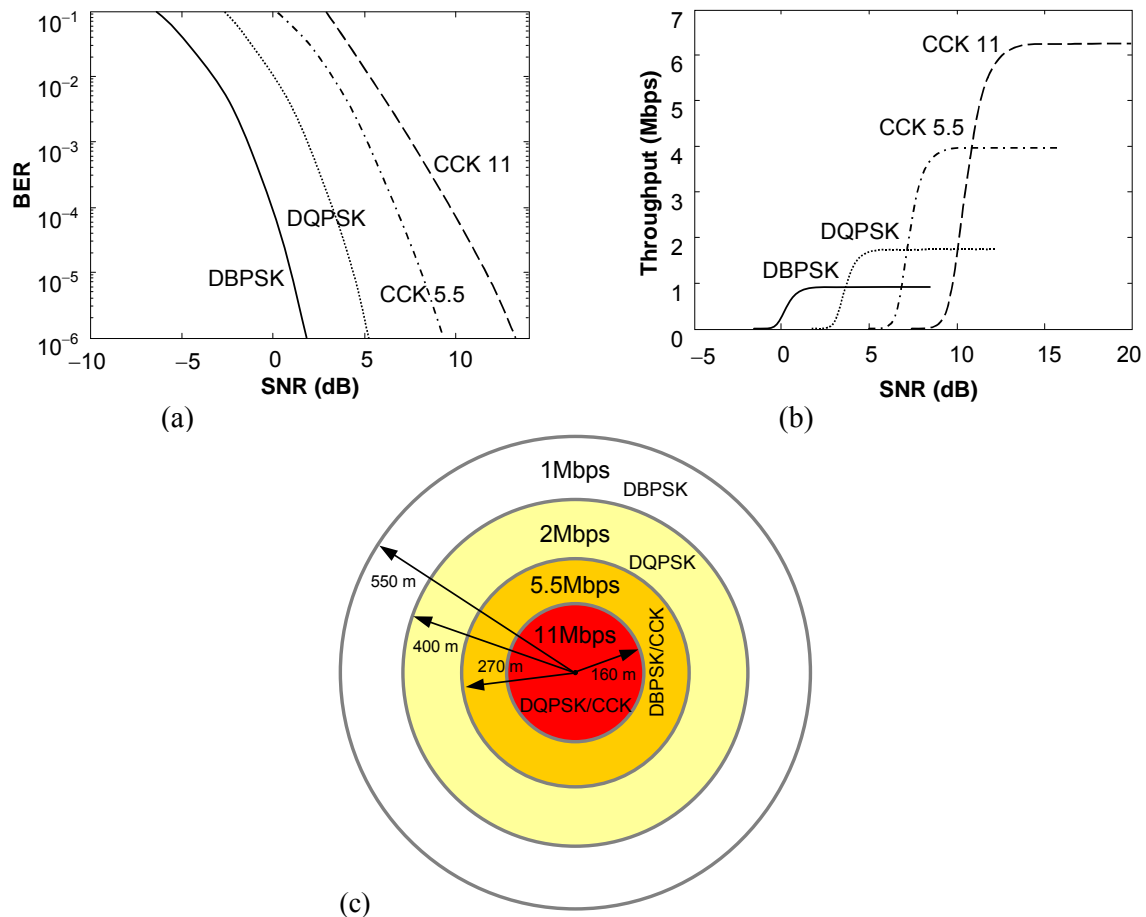 10−1
10−2
10−3
10−4
10−5
10−6
BER
−10
−5
0
5
10
SNR (dB)
DBPSK
DQPSK
CCK 5.5
CCK 11
(a)
7
6
5
4
3
2
1
0
Throughput (Mbps)
−5
0
5
10
15
20
SNR (dB)
CCK 11
CCK 5.5
DQPSK
DBPSK
(b)
1Mbps
DBPSK
2Mbps
DQPSK
5.5Mbps
DBPSK/CCK
11Mbps
DQPSK/CCK
550 m
400 m
270 m
160 m
(c)